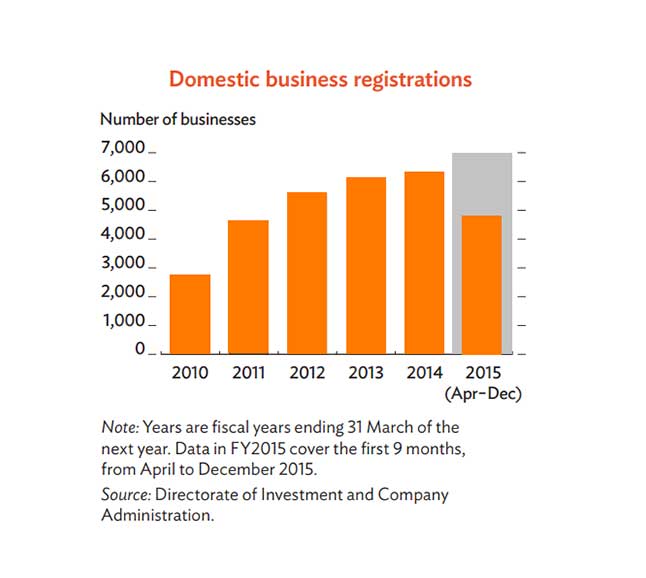 Domestic business registrations
Number of businesses
7,000
6,000
5,000
4,000
3,000
2,000
1,000
0
2010 2011 2012 2013 2014 2015
(Apr–Dec)
Note: Years are fiscal years ending 31 March of the
next year. Data in FY2015 cover the first 9 months,
from April to December 2015.
Source: Directorate of Investment and Company
Administration.